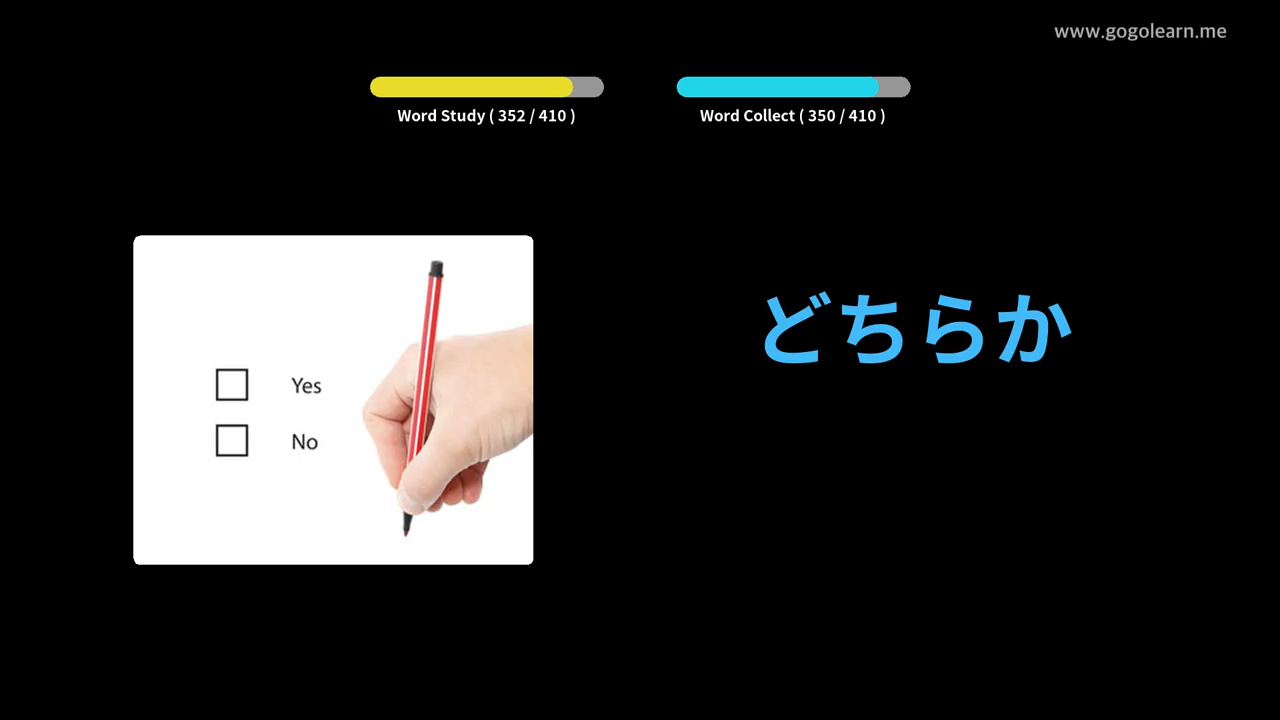 www.gogolearn.me
Word Study ( 352 / 410 )
Word Collect ( 350 / 410 )
Yes
No
どちらか